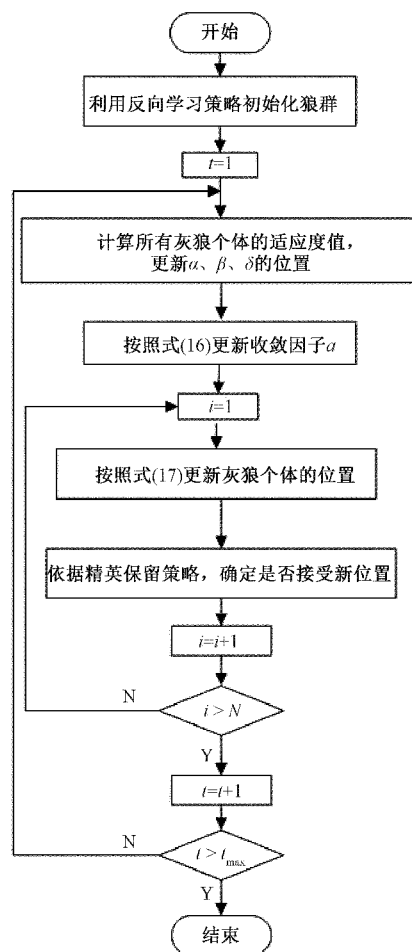 开始
利用反向学习策略初始化狼群
t=1
计算所有灰狼个体的适应度值，
更新α、β、δ的位置
按照式(16)更新收敛因子a
i=1
按照式(17)更新灰狼个体的位置
依据精英保留策略，确定是否接受新位置
i=i+1
N
i > N
Y
t=t+1
N
t > tmax
Y
结束